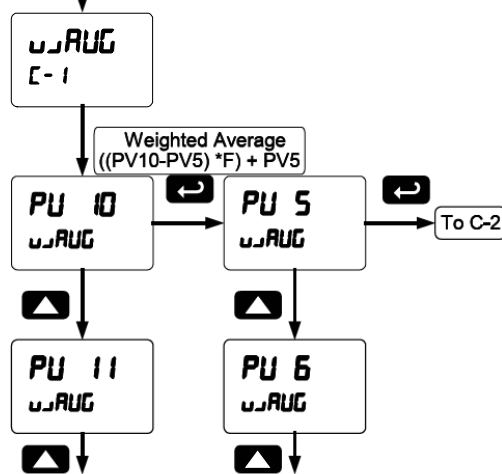 wAVG
C-1
Weighted Average
((PV10-PV5) *F) + PV5
PV 10
wAVG
PV 5
wAVG
To C-2
PV 11
wAVG
PV 6
wAVG